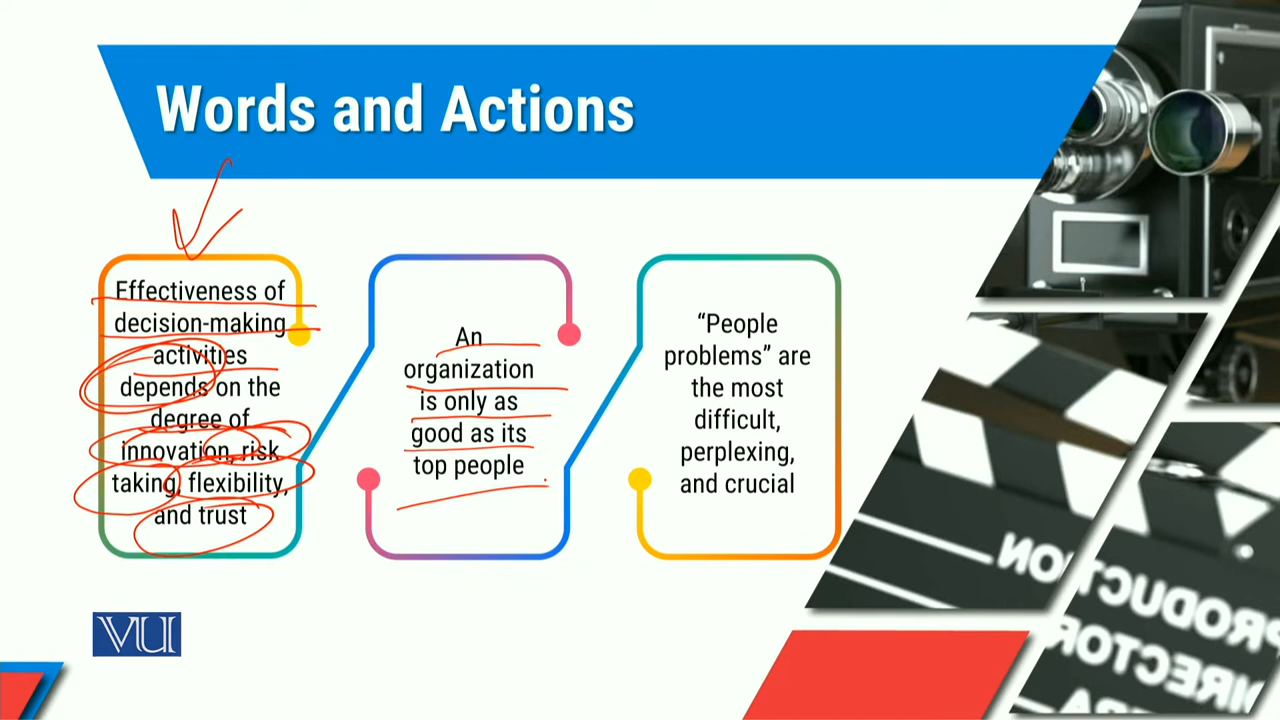 Words and Actions
Effectiveness of
decision-making
activities
depends on the
degree of
innovation, risk
taking, flexibility,
and trust
An
organization
is only as
good as its
top people
“People
problems” are
the most
difficult,
perplexing,
and crucial
VU
PRODUCTION
DIRECTOR